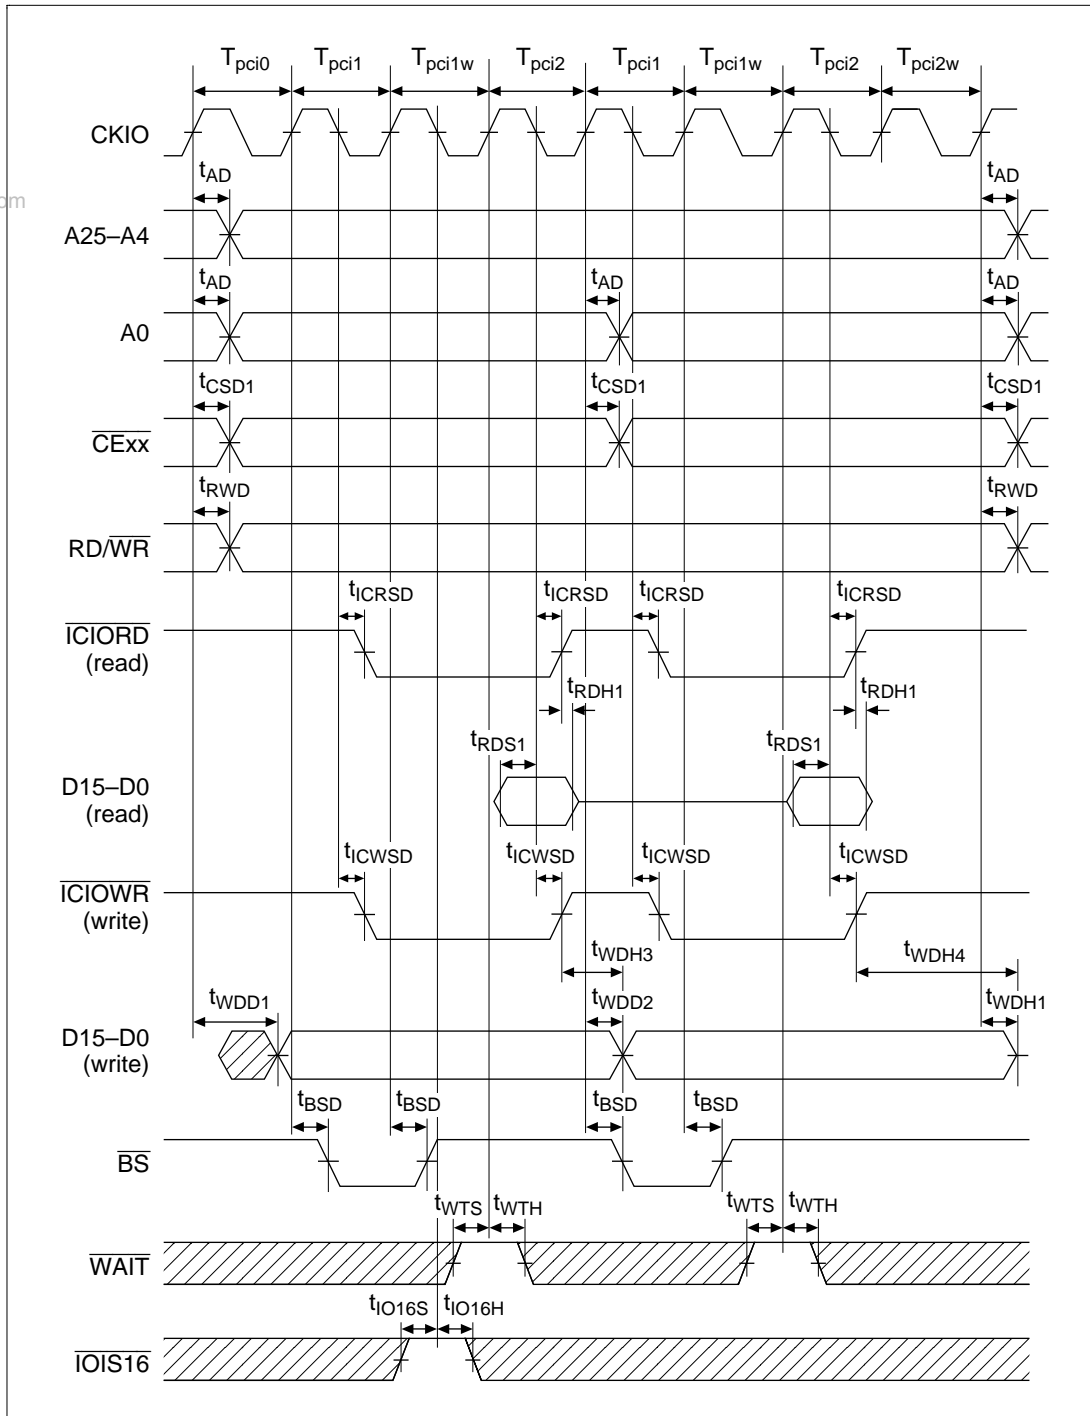 Tpci0 Tpci1 Tpci1w Tpci2 Tpci1 Tpci1w Tpci2 Tpci2w
CKIO
tAD tAD
om
A25–A4
tAD tAD tAD
A0
tCSD1 tCSD1 tCSD1
CExx
tRWD tRWD
RD/WR
tICRSD tICRSD tICRSD tICRSD
ICIORD
(read)
tRDH1 tRDH1
tRDS1 tRDS1
D15–D0
(read)
tICWSD tICWSD tICWSD tICWSD
ICIOWR
(write)
tWDH3 tWDH4
tWDD1 tWDD2 tWDH1
D15–D0
(write)
tBSD tBSD tBSD tBSD
BS
tWTS tWTH tWTS tWTH
WAIT
tIO16S tIO16H
IOIS16